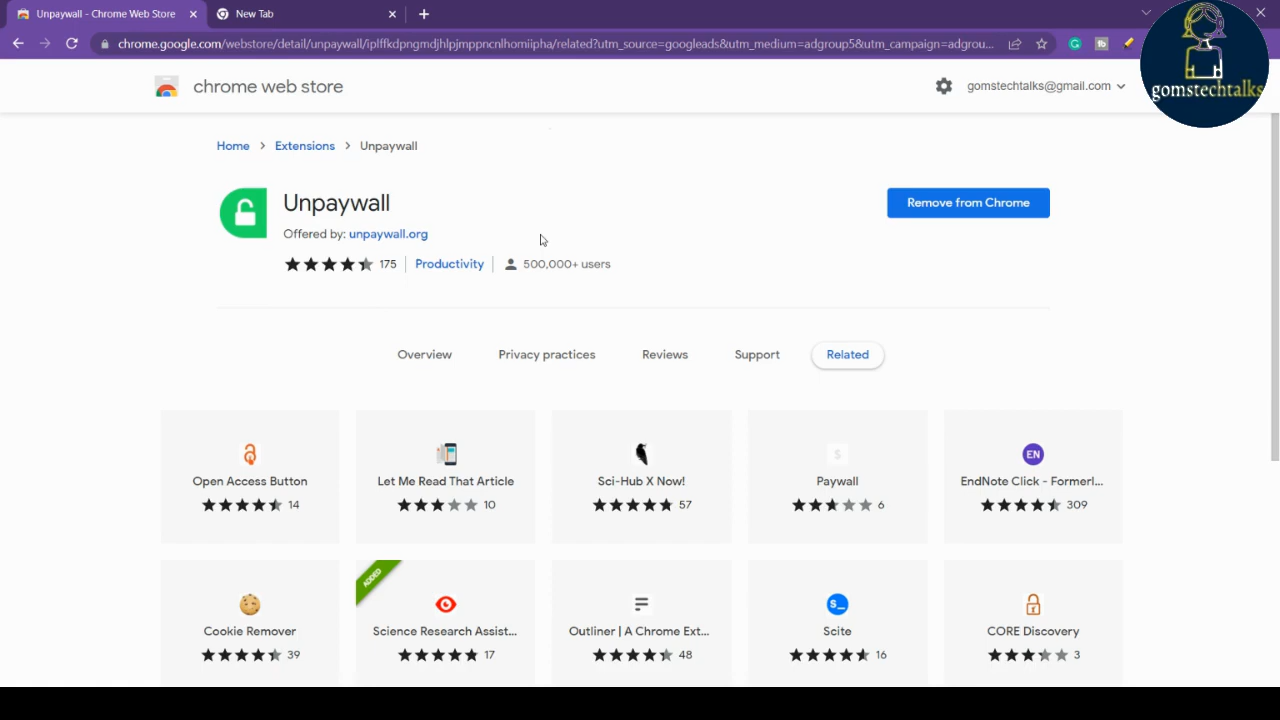 Unpaywall - Chrome Web Store
New Tab
chrome.google.com/webstore/detail/unpaywall/iplffkdpngmdjhlpjmppncnlhomiipha/related?utm_source=googleads&utm_medium=adgroup5&utm_campaign=adgrou...
gomstechtalks
chrome web store
gomstechtalks@gmail.com
Home > Extensions > Unpaywall
Unpaywall
Remove from Chrome
Offered by: unpaywall.org
175
Productivity
500,000+ users
Overview
Privacy practices
Reviews
Support
Related
EN
Open Access Button
Let Me Read That Article
Sci-Hub X Now!
Paywall
EndNote Click - Formerl...
14
10
57
6
309
ADDED
Cookie Remover
Science Research Assist...
Outliner | A Chrome Ext...
Scite
CORE Discovery
39
17
48
16
3